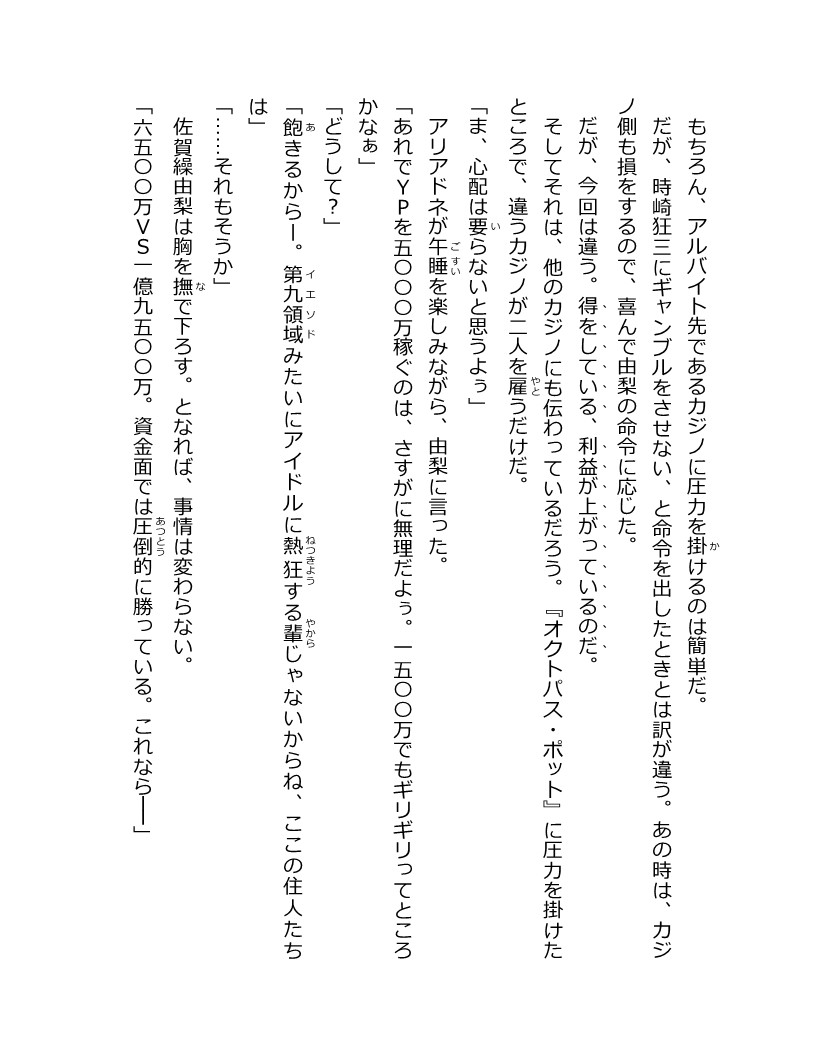 もちろん、アルバイト先であるカジノに圧力を掛けるのは簡単だ。
だが、時崎狂三にギャンブルをさせない、と命令を出したときとは訳が違う。あの時は、カジ
ノ側も損をするので、喜んで由梨の命令に応じた。
だが、今回は違う。得をしている、利益が上がっているのだ。
そしてそれは、他のカジノにも伝わっているだろう。『オクトパス・ポット』に圧力を掛けた
ところで、違うカジノが二人を雇うだけだ。
「ま、心配は要らないと思うよぅ」
アリアドネが午睡を楽しみながら、由梨に言った。
「あれでＹＰを五〇〇〇万稼ぐのは、さすがに無理だよぅ。一五〇〇万でもギリギリってところ
かなぁ」
「どうして？」
「飽きるからー。第九領域みたいにアイドルに熱狂する輩じゃないからね、ここの住人たち
は」
「……それもそうか」
佐賀繰由梨は胸を撫で下ろす。となれば、事情は変わらない。
「六五〇〇万ＶＳ一億九五〇〇万。資金面では圧倒的に勝っている。これなら――」